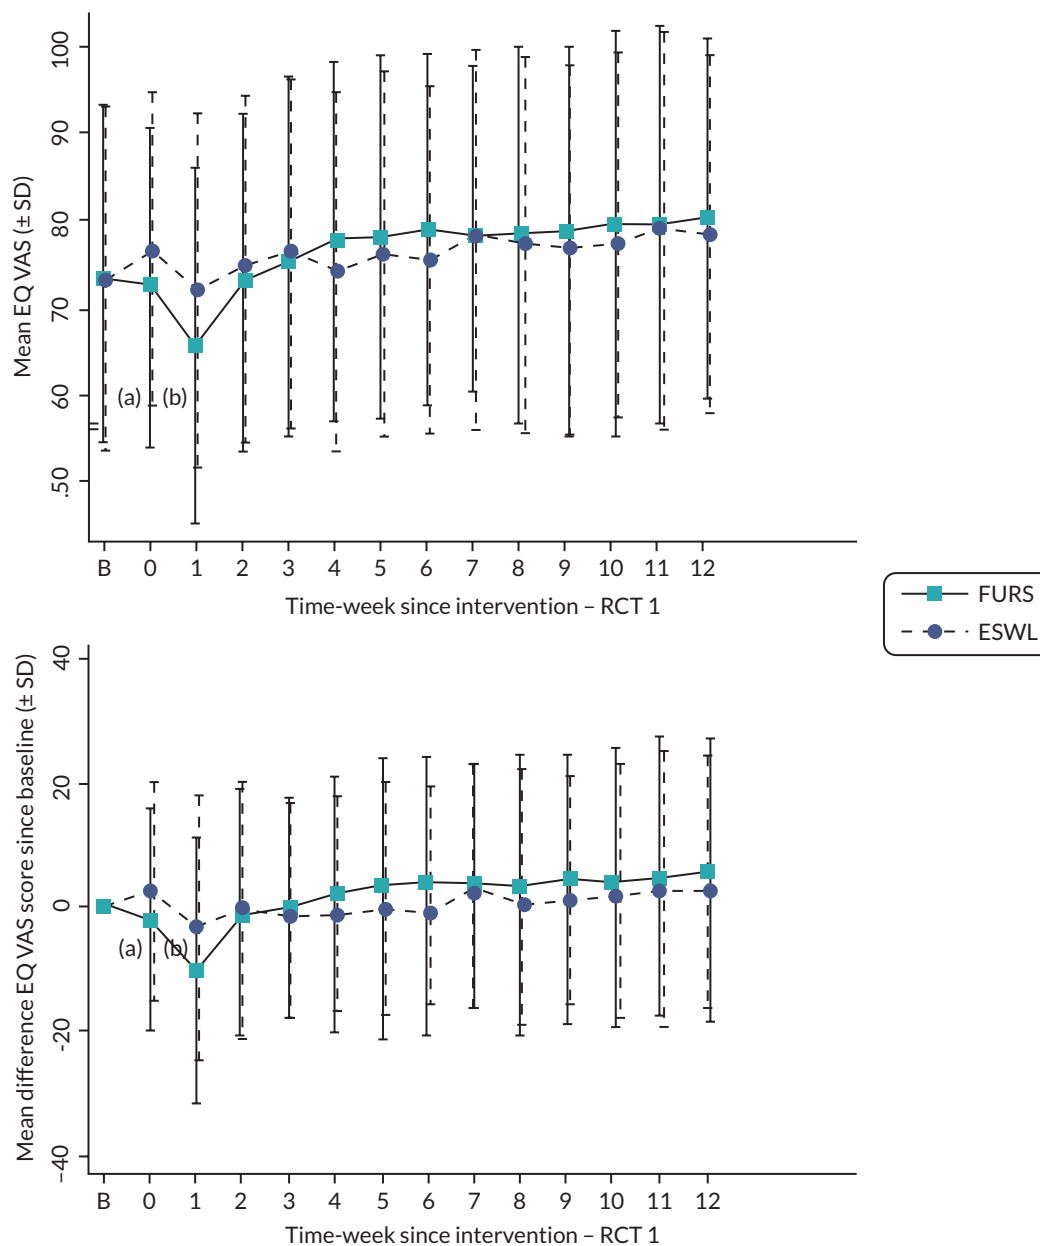 Mean EQ VAS (± SD)
100
90
80
70
60
.50
(a) (b)
B 0 1 2 3 4 5 6 7 8 9 10 11 12
Time-week since intervention – RCT 1
FURS
ESWL
Mean difference EQ VAS score since baseline (± SD)
40
20
0
-20
−40
(a) (b)
B 0 1 2 3 4 5 6 7 8 9 10 11 12
Time-week since intervention – RCT 1